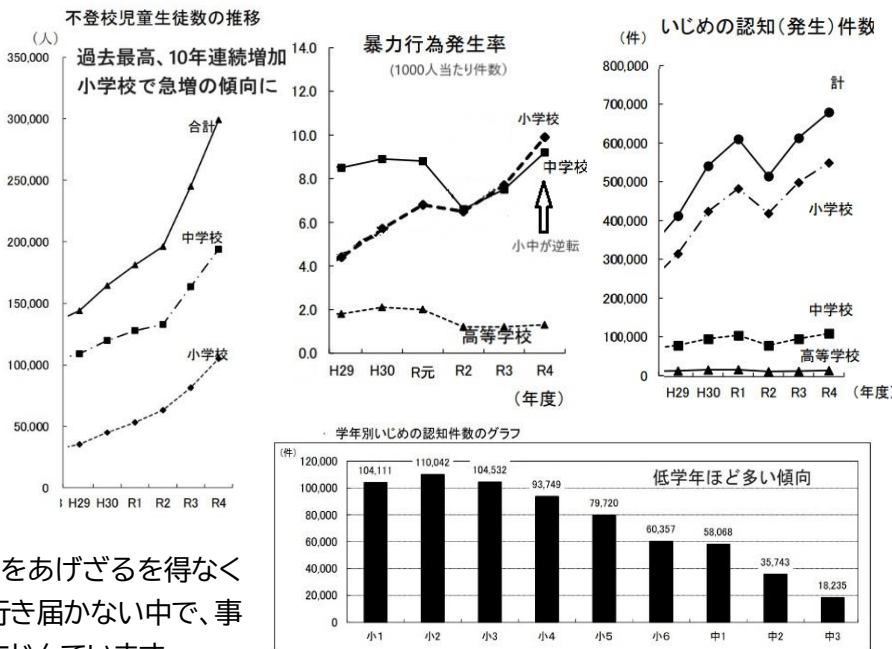 不登校児童生徒数の推移
(人)
過去最高、10年連続増加
小学校で急増の傾向に
350,000
300,000
250,000
200,000
150,000
100,000
50,000
0
合計
中学校
小学校
H29 H30 R1 R2 R3 R4
暴力行為発生率
(1000人当たり件数)
14.0
12.0
10.0
8.0
6.0
4.0
2.0
0.0
小学校
中学校
小中が逆転
高等学校
H29 H30 R元 R2 R3 R4
(年度)
いじめの認知(発生)件数
(件)
800,000
700,000
600,000
500,000
400,000
300,000
200,000
100,000
0
計
小学校
中学校
高等学校
H29 H30 R1 R2 R3 R4 (年度)
学年別いじめの認知件数のグラフ
(件)
低学年ほど多い傾向
120,000
100,000
80,000
60,000
40,000
20,000
0
104,111 110,042 104,532 93,749 79,720 60,357 58,068 35,743 18,235
小1 小2 小3 小4 小5 小6 中1 中2 中3
をあげざるを得なく
行き届かない中で、事